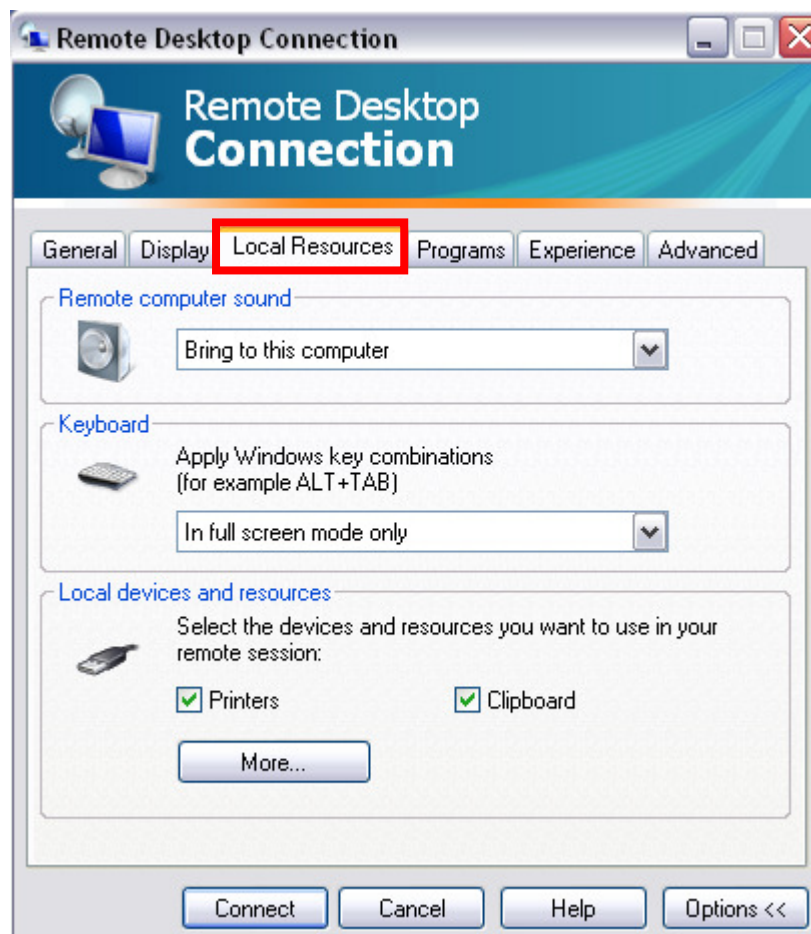 Remote Desktop Connection
Remote Desktop
Connection
General Display Local Resources Programs Experience Advanced
Remote computer sound
Bring to this computer
Keyboard
Apply Windows key combinations
(for example ALT+TAB)
In full screen mode only
Local devices and resources
Select the devices and resources you want to use in your
remote session:
Printers Clipboard
More...
Connect Cancel Help Options <<